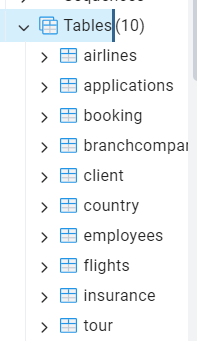 Tables (10)
airlines
applications
booking
branchcompar
client
country
employees
flights
insurance
tour